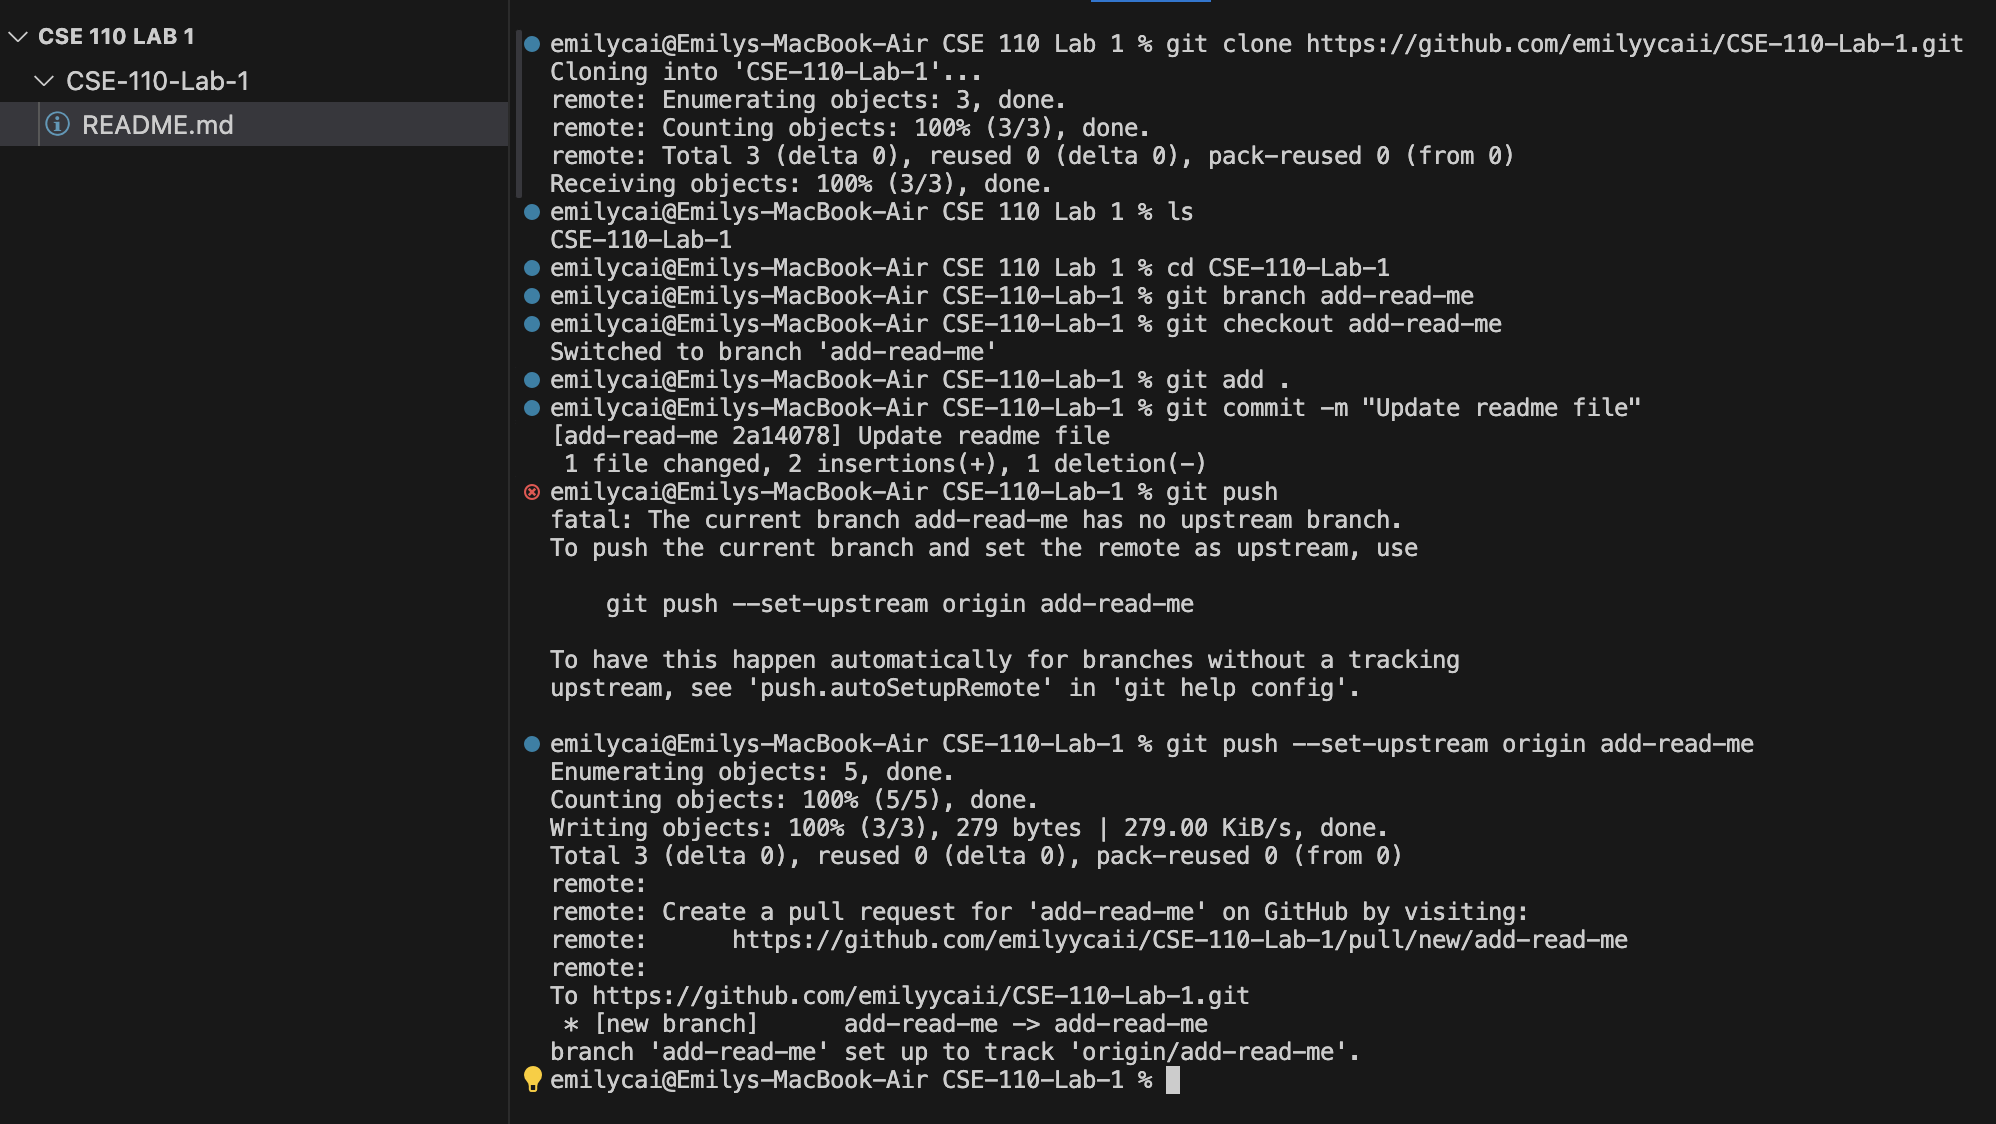 CSE 110 LAB 1
CSE-110-Lab-1
README.md
emilycai@Emilys-MacBook-Air CSE 110 Lab 1 % git clone https://github.com/emilyycaii/CSE-110-Lab-1.git
Cloning into 'CSE-110-Lab-1'...
remote: Enumerating objects: 3, done.
remote: Counting objects: 100% (3/3), done.
remote: Total 3 (delta 0), reused 0 (delta 0), pack-reused 0 (from 0)
Receiving objects: 100% (3/3), done.
emilycai@Emilys-MacBook-Air CSE 110 Lab 1 % ls
CSE-110-Lab-1
emilycai@Emilys-MacBook-Air CSE 110 Lab 1 % cd CSE-110-Lab-1
emilycai@Emilys-MacBook-Air CSE-110-Lab-1 % git branch add-read-me
emilycai@Emilys-MacBook-Air CSE-110-Lab-1 % git checkout add-read-me
Switched to branch 'add-read-me'
emilycai@Emilys-MacBook-Air CSE-110-Lab-1 % git add .
emilycai@Emilys-MacBook-Air CSE-110-Lab-1 % git commit -m "Update readme file"
[add-read-me 2a14078] Update readme file
 1 file changed, 2 insertions(+), 1 deletion(-)
emilycai@Emilys-MacBook-Air CSE-110-Lab-1 % git push
fatal: The current branch add-read-me has no upstream branch.
To push the current branch and set the remote as upstream, use
    git push --set-upstream origin add-read-me
To have this happen automatically for branches without a tracking
upstream, see 'push.autoSetupRemote' in 'git help config'.
emilycai@Emilys-MacBook-Air CSE-110-Lab-1 % git push --set-upstream origin add-read-me
Enumerating objects: 5, done.
Counting objects: 100% (5/5), done.
Writing objects: 100% (3/3), 279 bytes | 279.00 KiB/s, done.
Total 3 (delta 0), reused 0 (delta 0), pack-reused 0 (from 0)
remote:
remote: Create a pull request for 'add-read-me' on GitHub by visiting:
remote:      https://github.com/emilyycaii/CSE-110-Lab-1/pull/new/add-read-me
remote:
To https://github.com/emilyycaii/CSE-110-Lab-1.git
 * [new branch]      add-read-me -> add-read-me
branch 'add-read-me' set up to track 'origin/add-read-me'.
emilycai@Emilys-MacBook-Air CSE-110-Lab-1 %